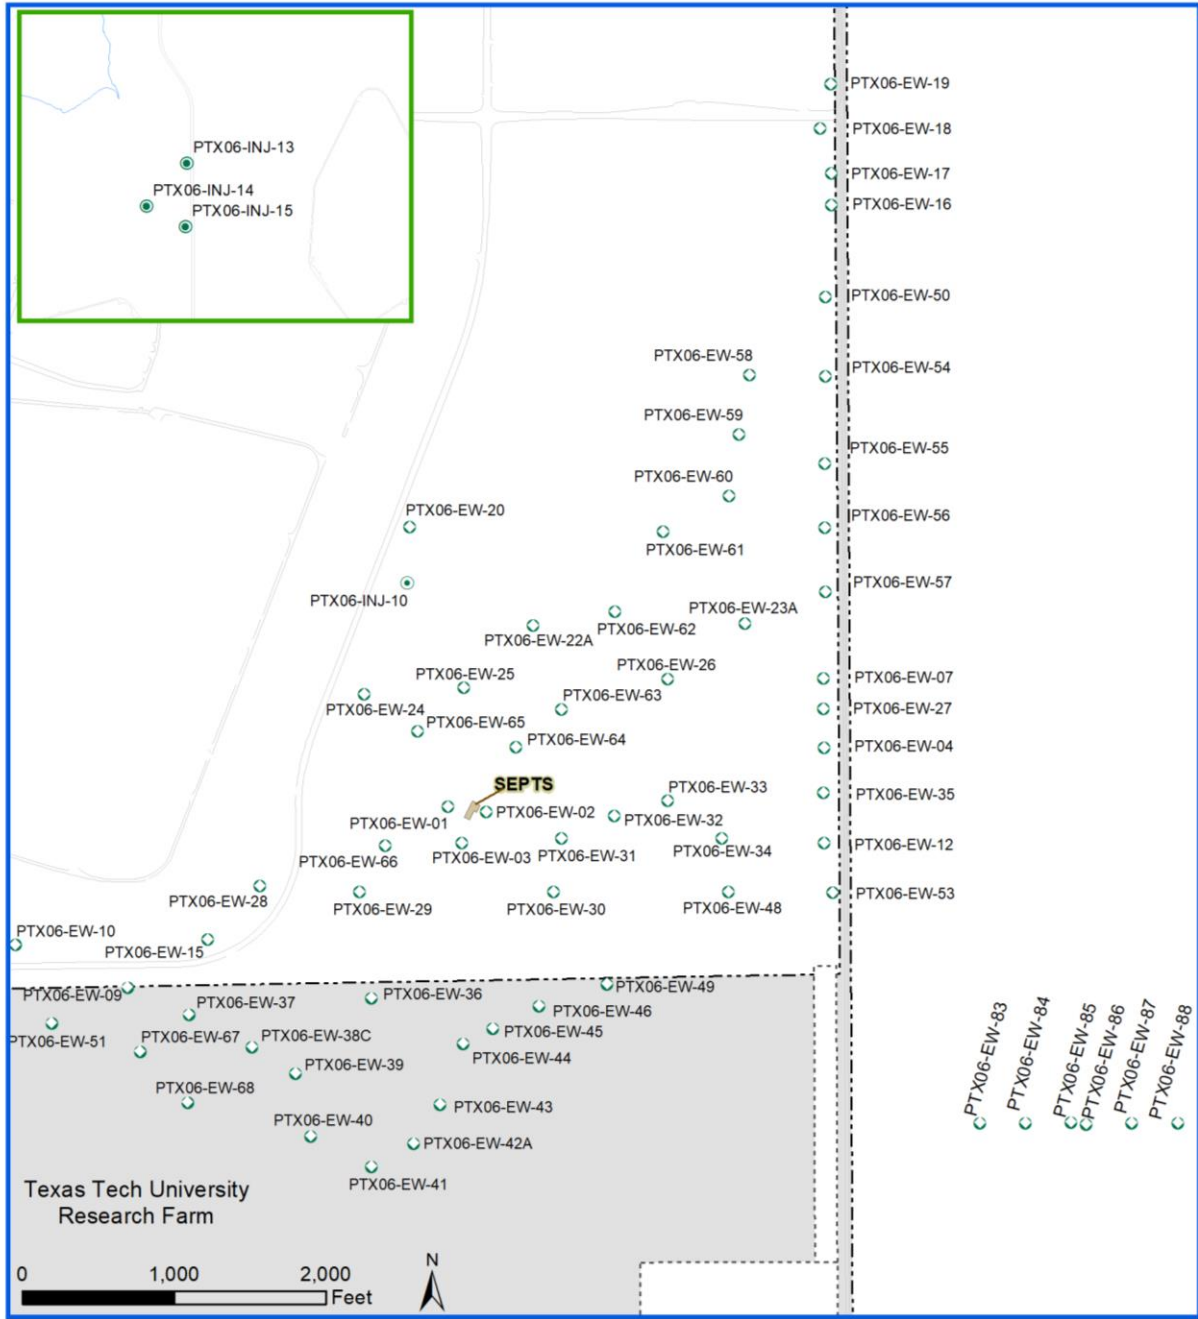 PTX06-EW-19
PTX06-EW-18
PTX06-INJ-13
PTX06-EW-17
PTX06-INJ-14
PTX06-EW-16
PTX06-INJ-15
PTX06-EW-50
PTX06-EW-58
PTX06-EW-54
PTX06-EW-59
PTX06-EW-55
PTX06-EW-60
PTX06-EW-20
PTX06-EW-56
PTX06-EW-61
PTX06-EW-57
PTX06-INJ-10
PTX06-EW-23A
PTX06-EW-62
PTX06-EW-22A
PTX06-EW-26
PTX06-EW-25
PTX06-EW-07
PTX06-EW-63
PTX06-EW-24
PTX06-EW-27
PTX06-EW-65
PTX06-EW-64
PTX06-EW-04
SEPTS
PTX06-EW-33
PTX06-EW-35
PTX06-EW-02
PTX06-EW-32
PTX06-EW-01
PTX06-EW-12
PTX06-EW-66
PTX06-EW-03
PTX06-EW-31
PTX06-EW-34
PTX06-EW-53
PTX06-EW-28
PTX06-EW-29
PTX06-EW-30
PTX06-EW-48
PTX06-EW-10
PTX06-EW-15
PTX06-EW-49
PTX06-EW-09
PTX06-EW-36
PTX06-EW-37
PTX06-EW-46
PTX06-EW-51
PTX06-EW-67
PTX06-EW-38C
PTX06-EW-45
PTX06-EW-44
PTX06-EW-39
PTX06-EW-83
PTX06-EW-84
PTX06-EW-85
PTX06-EW-86
PTX06-EW-87
PTX06-EW-88
PTX06-EW-68
PTX06-EW-43
PTX06-EW-40
PTX06-EW-42A
PTX06-EW-41
Texas Tech University
Research Farm
N
0 1,000 2,000
Feet